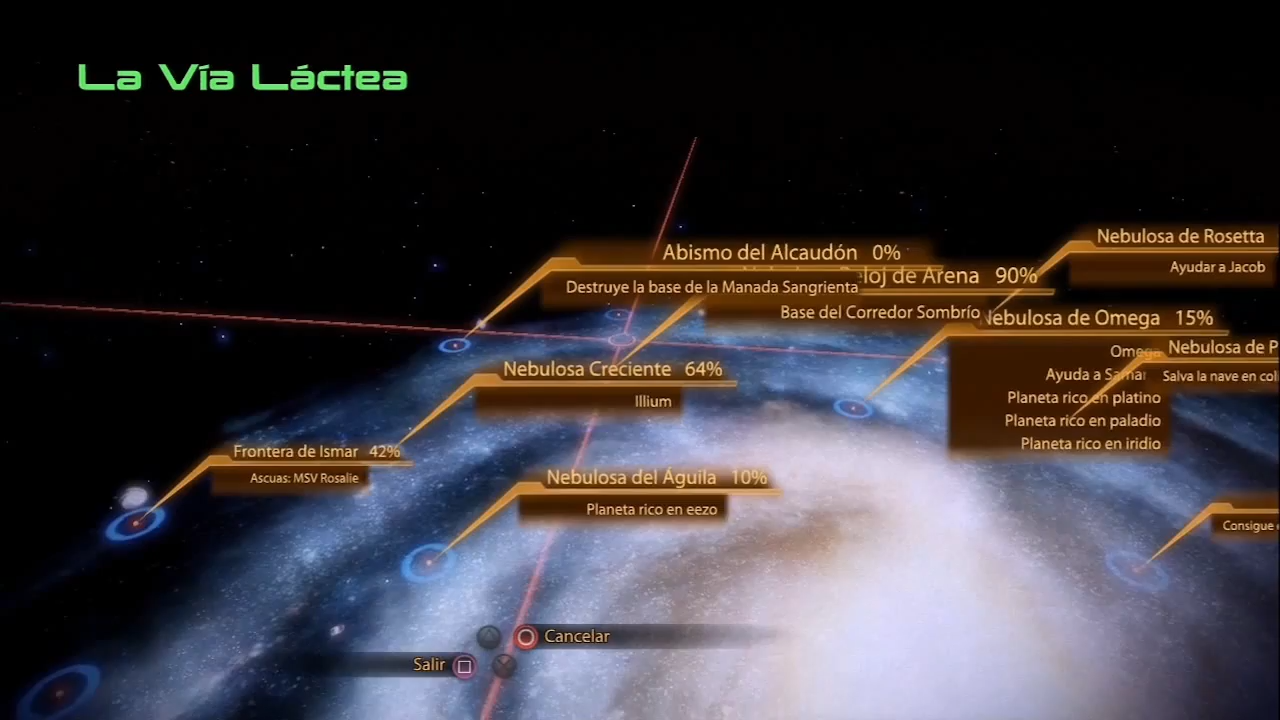 La Vía Láctea
Nebulosa de Rosetta
Ayudar a Jacob
Abismo del Alcaudón 0%
Destruye la base de la Manada Sangrienta
de Arena 90%
Base del Corredor Sombrío
Nebulosa de Omega 15%
Omega
Ayuda a
Planeta rico en platino
Planeta rico en paladio
Planeta rico en iridio
Nebulosa de
Salva la nave en
Nebulosa Creciente 64%
Illium
Frontera de Ismar 42%
Ascuas: MSV Rosalie
Nebulosa del Águila 10%
Planeta rico en eezo
Consigue
Cancelar
Salir